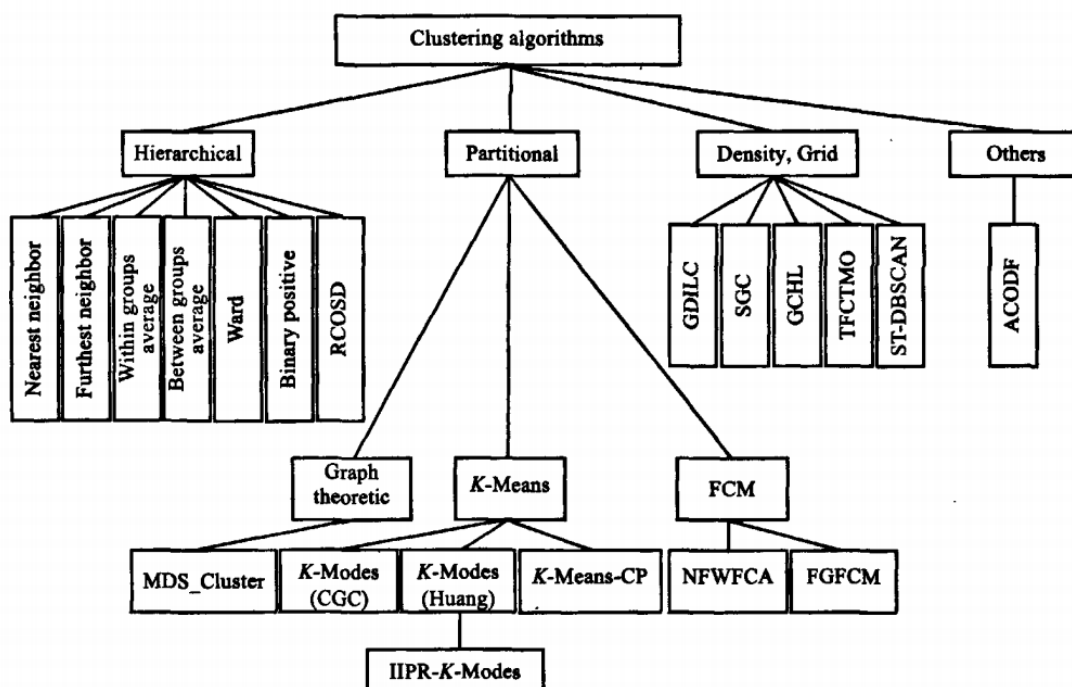 Clustering algorithms
Hierarchical
Partitional
Density, Grid
Others
Nearest neighbor
Furthest neighbor
Within groups
average
Between groups
average
Ward
Binary positive
RCOSD
GDILC
SGC
GCHL
TFCTMO
ST-DBSCAN
ACODF
Graph
theoretic
K-Means
FCM
MDS_Cluster
K-Modes
(CGC)
K-Modes
(Huang)
K-Means-CP
NFWFCA
FGFCM
IIPR-K-Modes